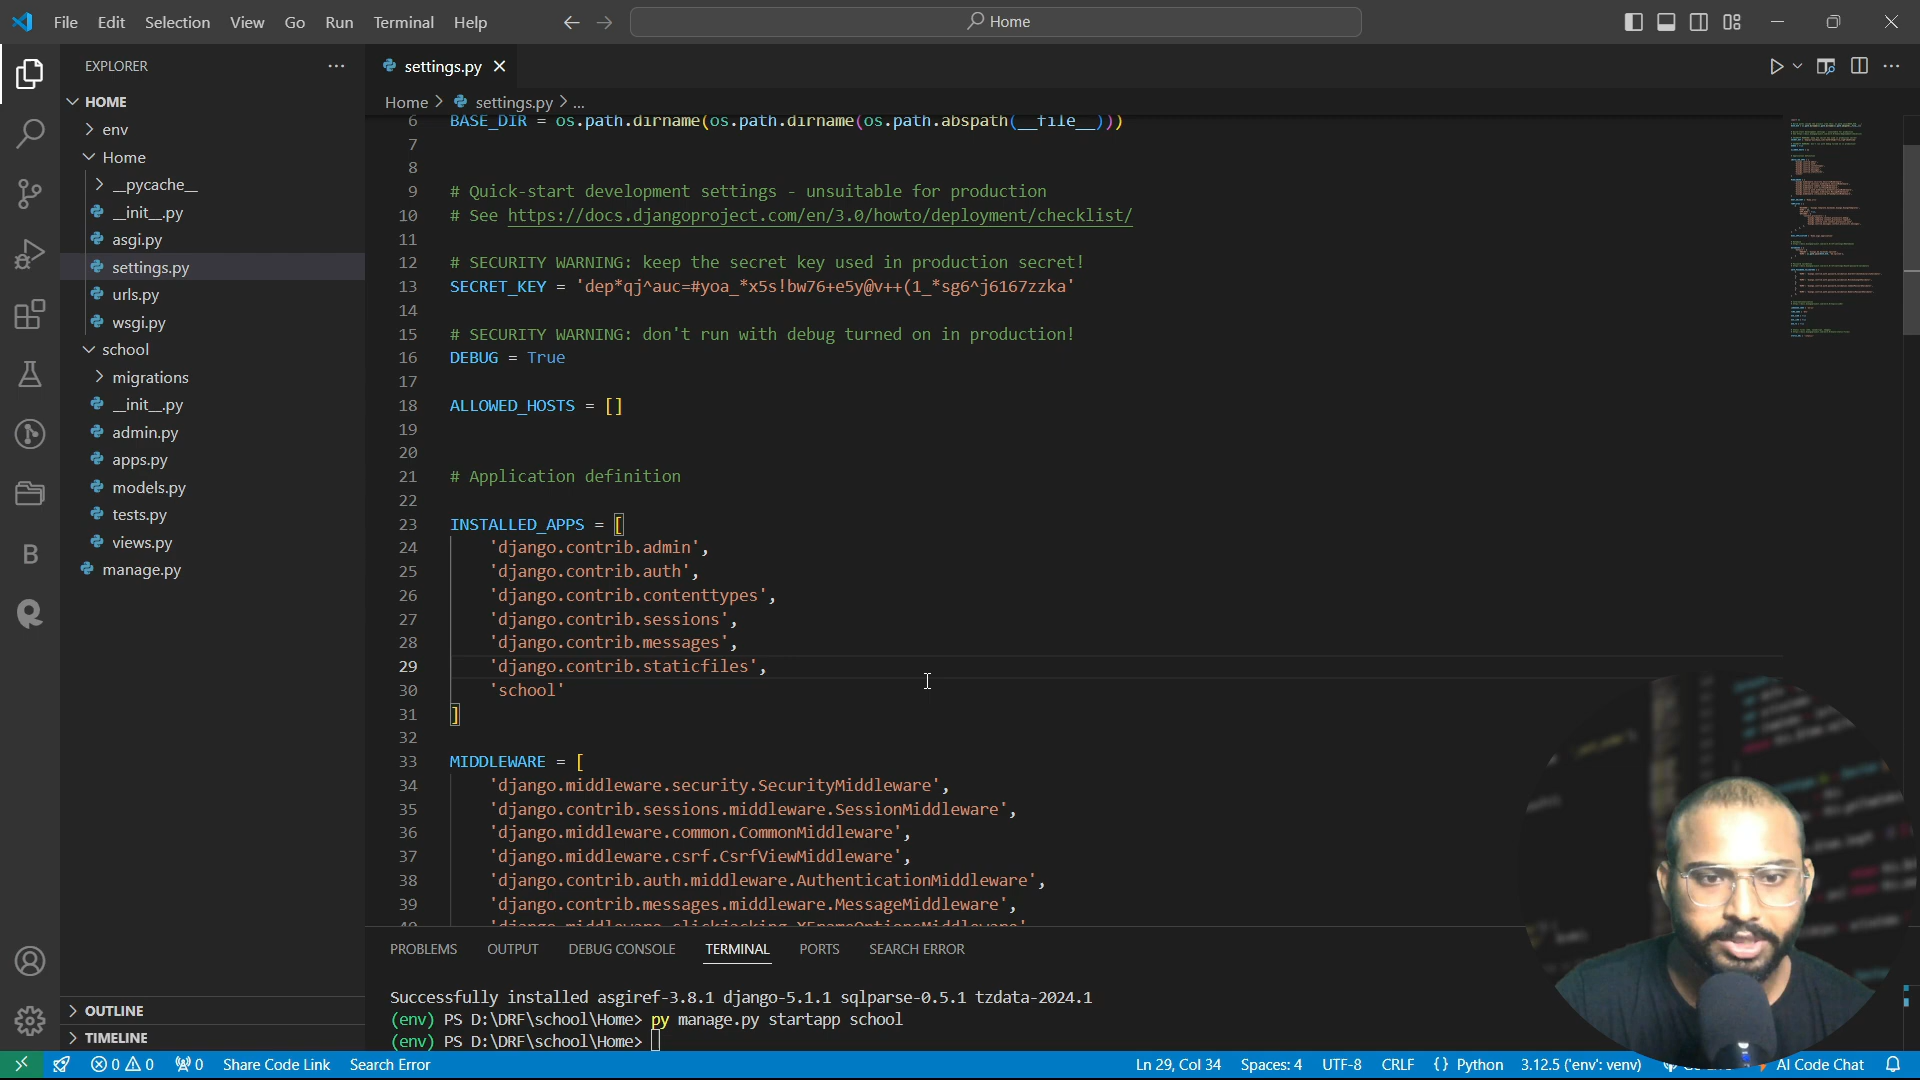 File Edit Selection View Go Run Terminal Help
Home
EXPLORER
HOME
env
Home
__pycache__
__init__.py
asgi.py
settings.py
urls.py
wsgi.py
school
migrations
__init__.py
admin.py
apps.py
models.py
tests.py
views.py
manage.py
OUTLINE
TIMELINE
settings.py
Home > settings.py > ...
6 BASE_DIR = os.path.dirname(os.path.dirname(os.path.abspath(__file__)))
7
8
9 # Quick-start development settings - unsuitable for production
10 # See https://docs.djangoproject.com/en/3.0/howto/deployment/checklist/
11
12 # SECURITY WARNING: keep the secret key used in production secret!
13 SECRET_KEY = 'dep*qj^auc=#yoa_*x5s!bw76+e5y@v++(1_*sg6^j6167zzka'
14
15 # SECURITY WARNING: don't run with debug turned on in production!
16 DEBUG = True
17
18 ALLOWED_HOSTS = []
19
20
21 # Application definition
22
23 INSTALLED_APPS = [
24 'django.contrib.admin',
25 'django.contrib.auth',
26 'django.contrib.contenttypes',
27 'django.contrib.sessions',
28 'django.contrib.messages',
29 'django.contrib.staticfiles',
30 'school'
31 ]
32
33 MIDDLEWARE = [
34 'django.middleware.security.SecurityMiddleware',
35 'django.contrib.sessions.middleware.SessionMiddleware',
36 'django.middleware.common.CommonMiddleware',
37 'django.middleware.csrf.CsrfViewMiddleware',
38 'django.contrib.auth.middleware.AuthenticationMiddleware',
39 'django.contrib.messages.middleware.MessageMiddleware',
40 'django.middleware.clickjacking.XFrameOptionsMiddleware'
PROBLEMS OUTPUT DEBUG CONSOLE TERMINAL PORTS SEARCH ERROR
Successfully installed asgiref-3.8.1 django-5.1.1 sqlparse-0.5.1 tzdata-2024.1
(env) PS D:\DRF\school\Home> py manage.py startapp school
(env) PS D:\DRF\school\Home>
0 0 0 Share Code Link Search Error Ln 29, Col 34 Spaces: 4 UTF-8 CRLF {} Python 3.12.5 ('env': venv) AI Code Chat